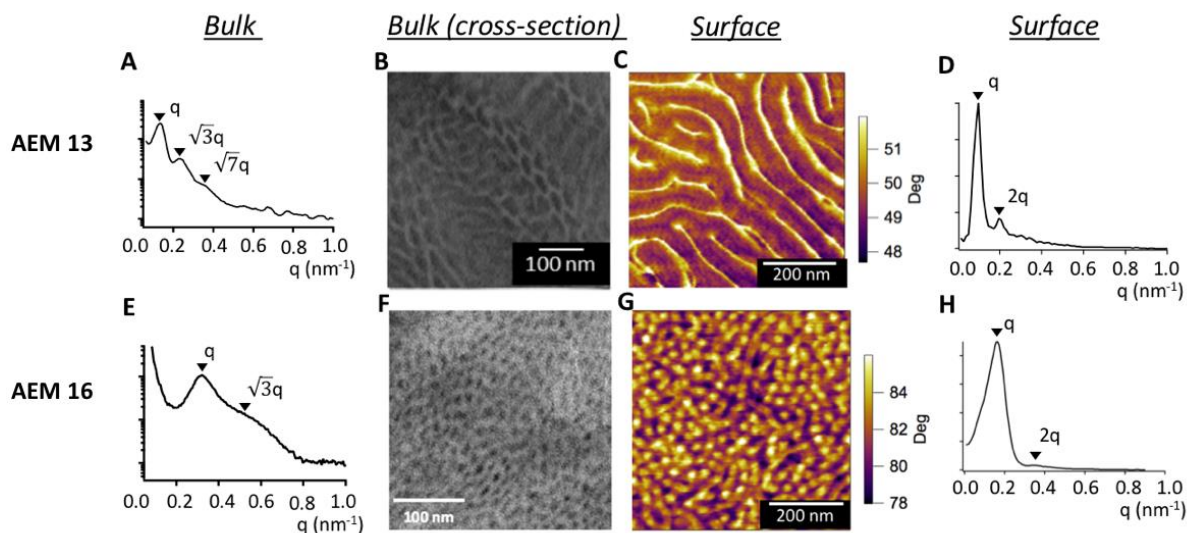 Bulk Bulk (cross-section) Surface Surface
A B C D
AEM 13
q
√3q
√7q
0.0 0.2 0.4 0.6 0.8 1.0
q (nm⁻¹)
100 nm
200 nm
51
50
49
48
Deg
q
2q
0.0 0.2 0.4 0.6 0.8 1.0
q (nm⁻¹)
E F G H
AEM 16
q
√3q
0.0 0.2 0.4 0.6 0.8 1.0
q (nm⁻¹)
100 nm
200 nm
84
82
80
78
Deg
q
2q
0.0 0.2 0.4 0.6 0.8 1.0
q (nm⁻¹)